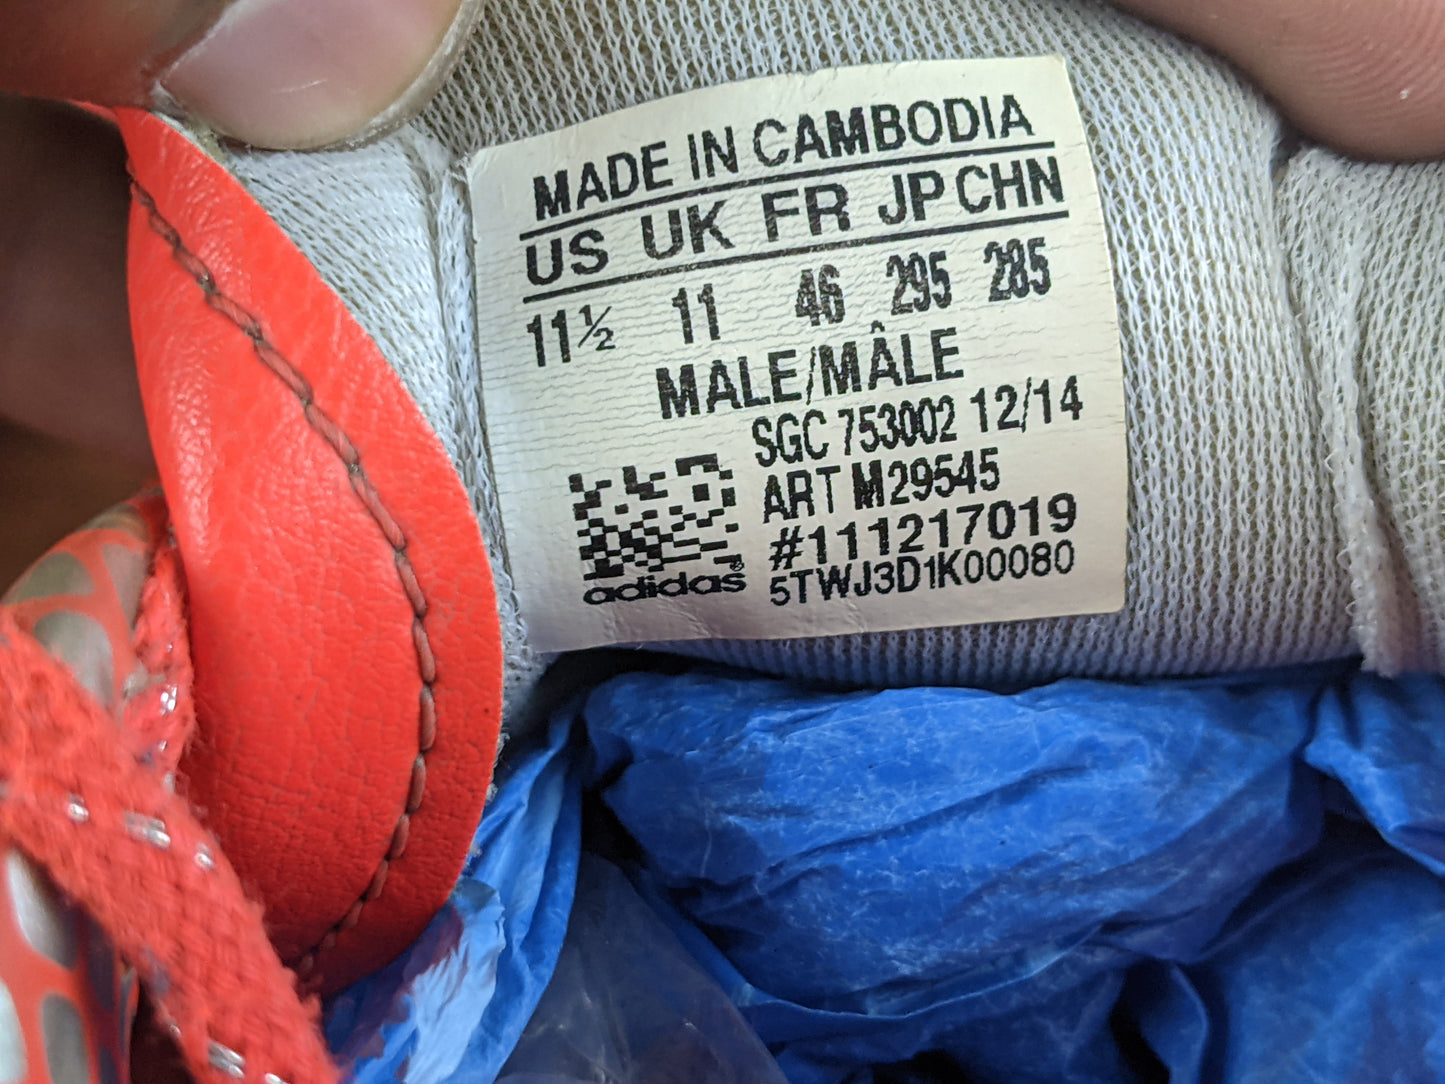 MADE IN CAMBODIA
US UK FR JP CHN
11½ 11 46 295 285
MALE/MÂLE
SGC 753002 12/14
ART M29545
#111217019
adidas® 5TWJ3D1K00080